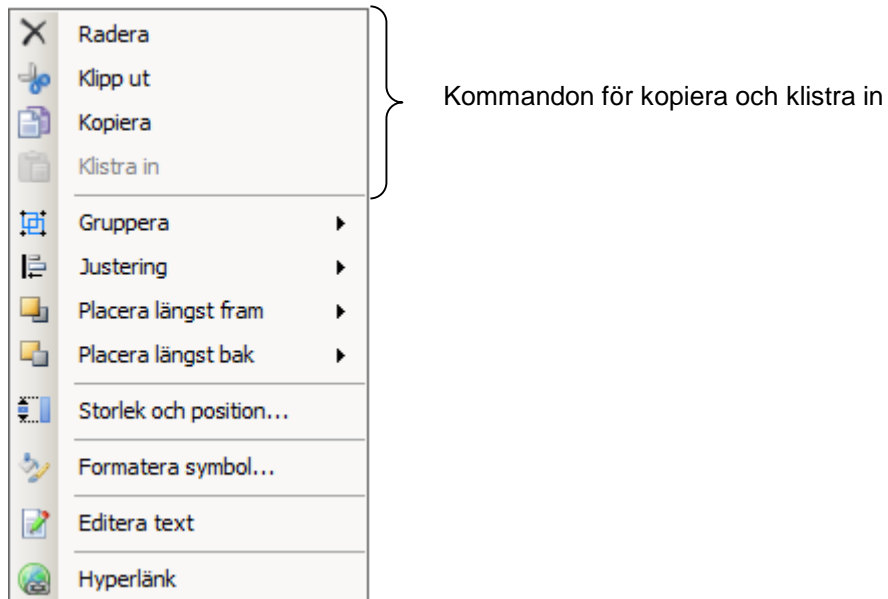 Radera
Klipp ut
Kopiera
Klistra in
Kommandon för kopiera och klistra in
Gruppera
Justering
Placera längst fram
Placera längst bak
Storlek och position...
Formatera symbol...
Editera text
Hyperlänk